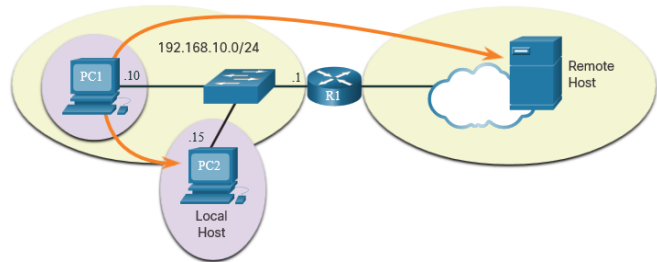 192.168.10.0/24
PC1
.10
.1
R1
Remote
Host
.15
PC2
Local
Host